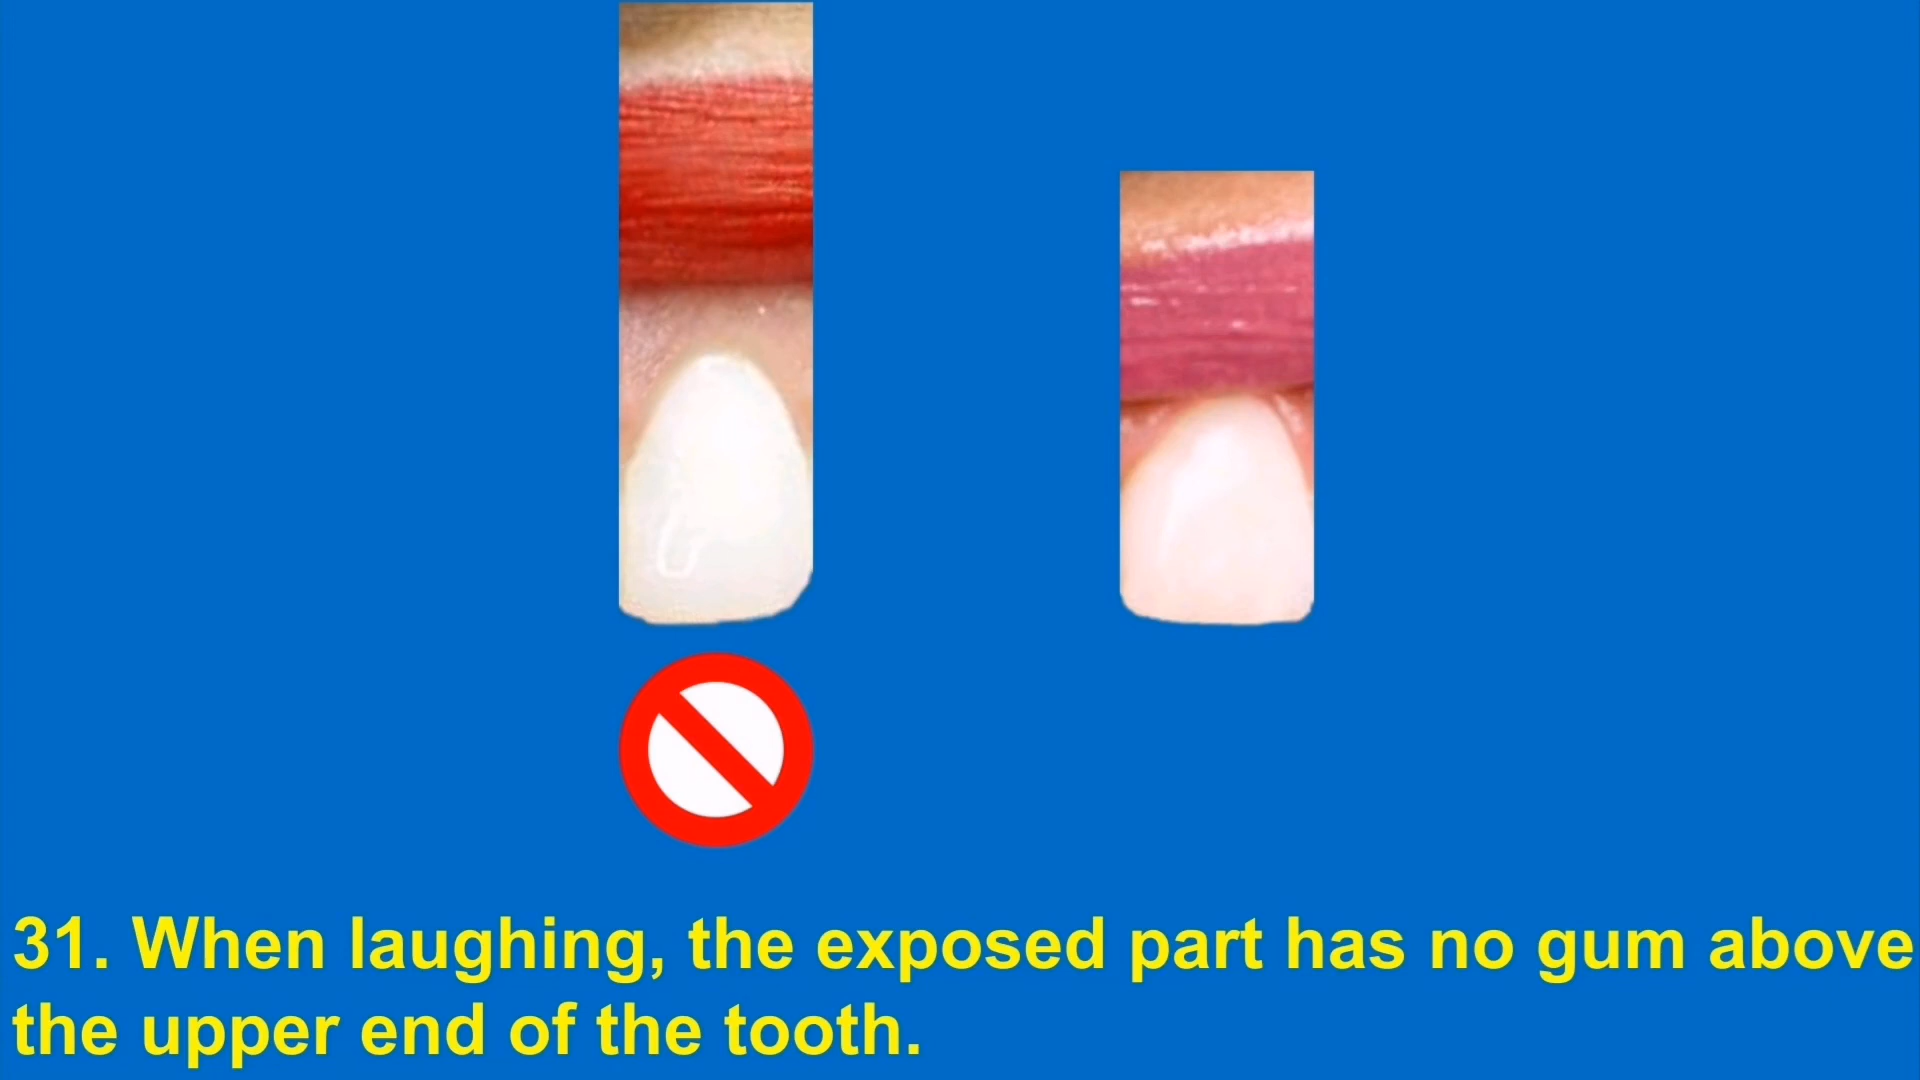 31. When laughing, the exposed part has no gum above
the upper end of the tooth.